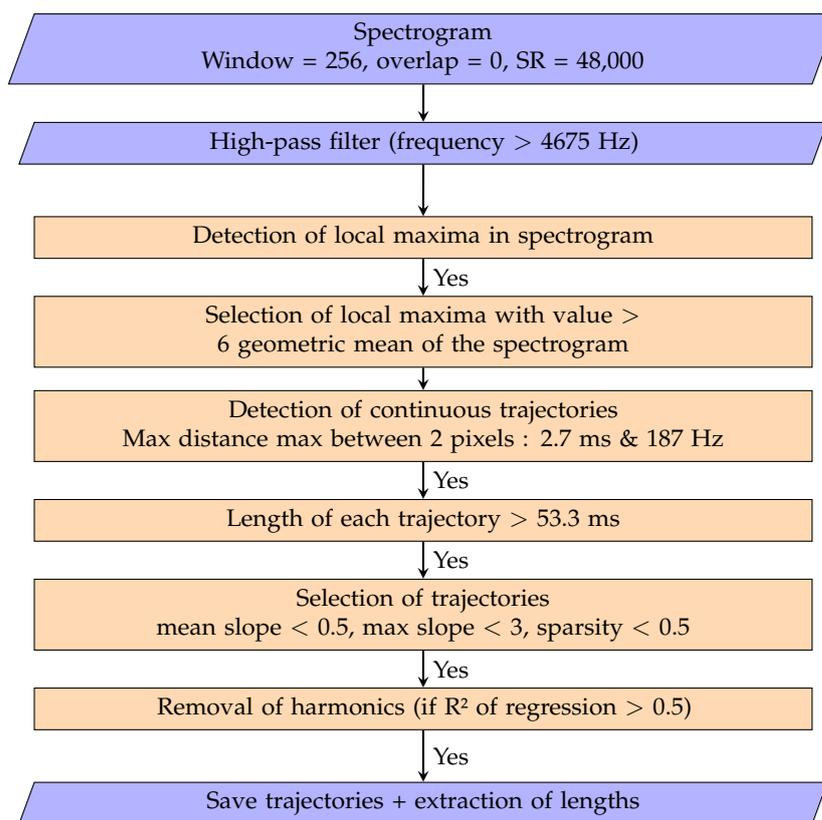 Spectrogram
Window = 256, overlap = 0, SR = 48,000
High-pass filter (frequency > 4675 Hz)
Detection of local maxima in spectrogram
Yes
Selection of local maxima with value >
6 geometric mean of the spectrogram
Detection of continuous trajectories
Max distance max between 2 pixels : 2.7 ms & 187 Hz
Yes
Length of each trajectory > 53.3 ms
Yes
Selection of trajectories
mean slope < 0.5, max slope < 3, sparsity < 0.5
Yes
Removal of harmonics (if R² of regression > 0.5)
Yes
Save trajectories + extraction of lengths